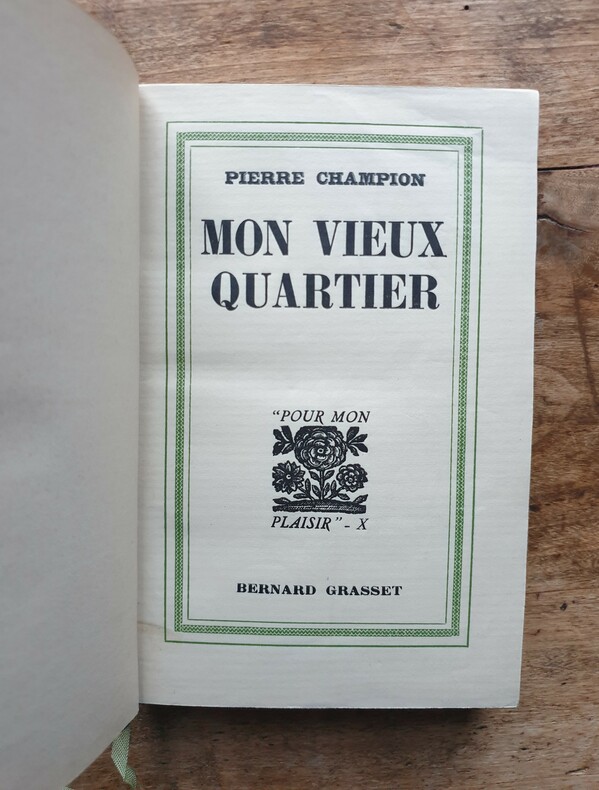 PIERRE CHAMPION
MON VIEUX
QUARTIER
“POUR MON
PLAISIR” - X
BERNARD GRASSET